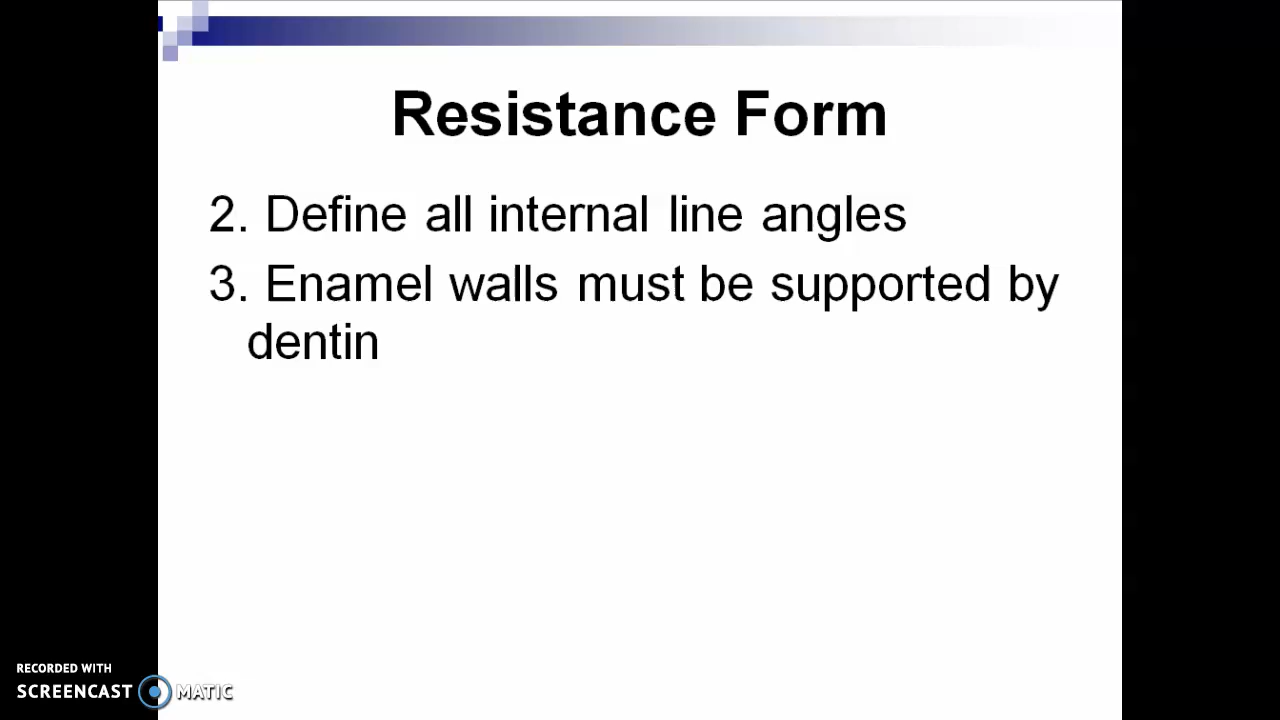 Resistance Form
2. Define all internal line angles
3. Enamel walls must be supported by
dentin
RECORDED WITH
SCREENCAST MATIC